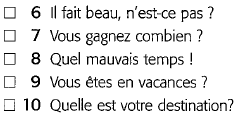 ☐ 6 Il fait beau, n'est-ce pas ?
☐ 7 Vous gagnez combien ?
☐ 8 Quel mauvais temps !
☐ 9 Vous êtes en vacances ?
☐ 10 Quelle est votre destination?